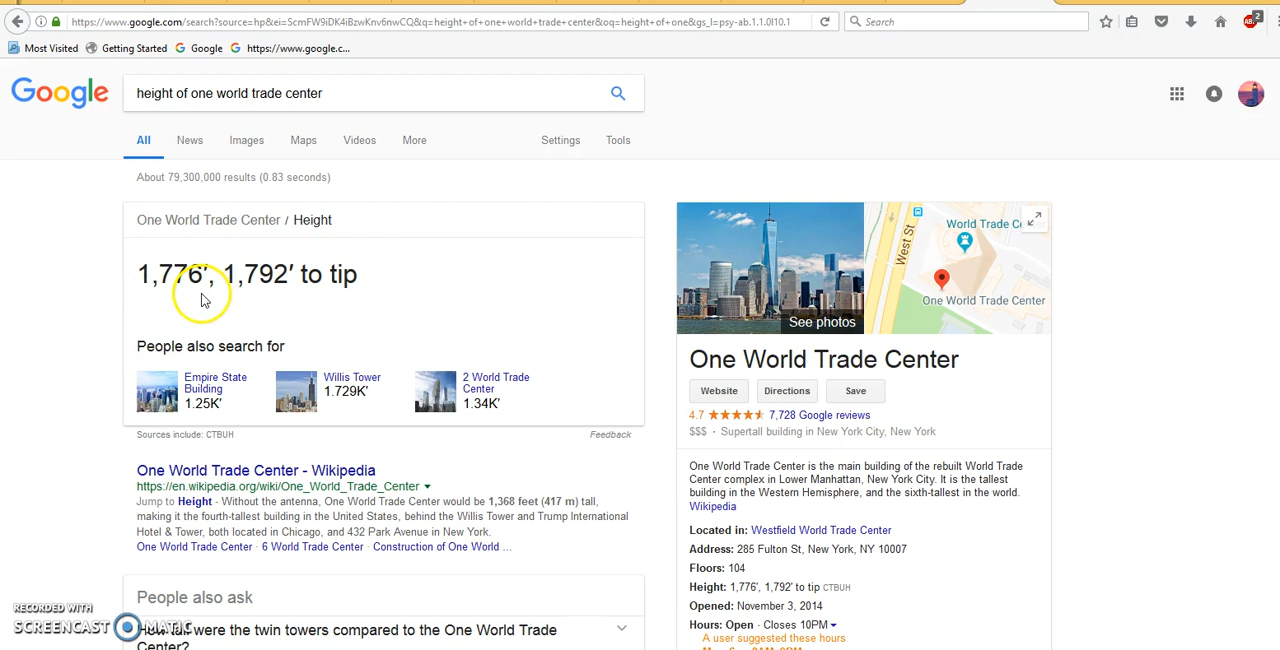 https://www.google.com/search?source=hp&ei=ScmFW9iDK4iBzwKnv6nwCQ&q=height+of+one+world+trade+center&oq=height+of+one&gs_l=psy-ab.1.1.0l10.1
Search
2
Most Visited Getting Started Google https://www.google.c...
Google
height of one world trade center
All News Images Maps Videos More Settings Tools
About 79,300,000 results (0.83 seconds)
One World Trade Center / Height
1,776′, 1,792′ to tip
People also search for
Empire State
Building
1.25K′
Willis Tower
1.729K′
2 World Trade
Center
1.34K′
Sources include: CTBUH
Feedback
One World Trade Center - Wikipedia
https://en.wikipedia.org/wiki/One_World_Trade_Center
Jump to Height - Without the antenna, One World Trade Center would be 1,368 feet (417 m) tall,
making it the fourth-tallest building in the United States, behind the Willis Tower and Trump International
Hotel & Tower, both located in Chicago, and 432 Park Avenue in New York.
One World Trade Center · 6 World Trade Center · Construction of One World ...
People also ask
How tall were the twin towers compared to the One World Trade
Center?
RECORDED WITH
SCREENCAST MATIC
See photos
West St
World Trade Ce
One World Trade Center
One World Trade Center
Website Directions Save
4.7 7,728 Google reviews
$$$ · Supertall building in New York City, New York
One World Trade Center is the main building of the rebuilt World Trade
Center complex in Lower Manhattan, New York City. It is the tallest
building in the Western Hemisphere, and the sixth-tallest in the world.
Wikipedia
Located in: Westfield World Trade Center
Address: 285 Fulton St, New York, NY 10007
Floors: 104
Height: 1,776′, 1,792′ to tip CTBUH
Opened: November 3, 2014
Hours: Open · Closes 10PM
A user suggested these hours